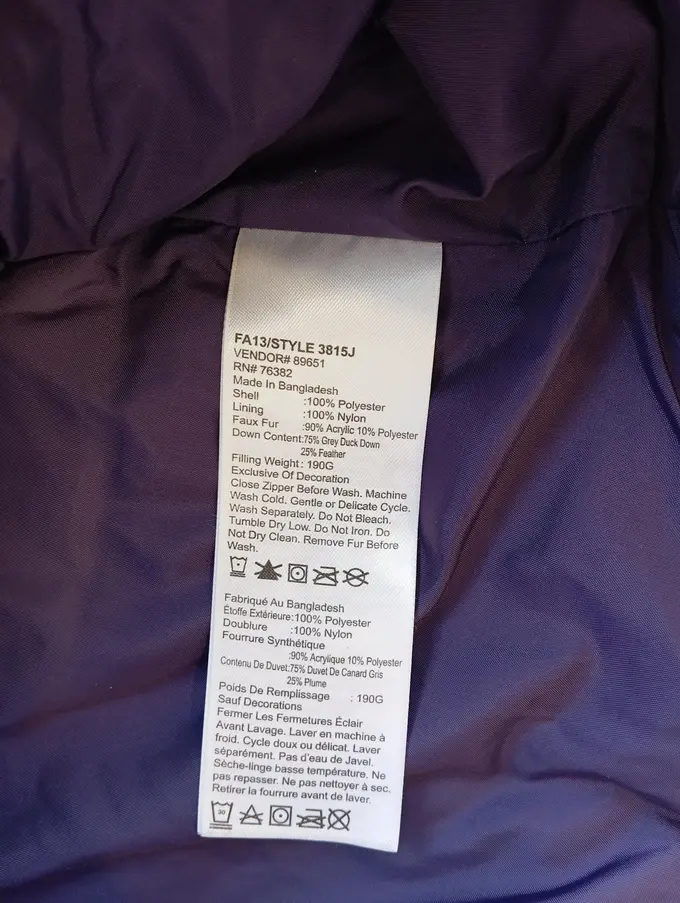 FA13/STYLE 3815J
VENDOR# 89651
RN# 76382
Made In Bangladesh
Shell :100% Polyester
Lining :100% Nylon
Faux Fur :90% Acrylic 10% Polyester
Down Content:75% Grey Duck Down
25% Feather
Filling Weight: 190G
Exclusive Of Decoration
Close Zipper Before Wash. Machine
Wash Cold. Gentle or Delicate Cycle.
Wash Separately. Do Not Bleach.
Tumble Dry Low. Do Not Iron. Do
Not Dry Clean. Remove Fur Before
Wash.
Fabriqué Au Bangladesh
Étoffe Extérieure:100% Polyester
Doublure :100% Nylon
Fourrure Synthétique
:90% Acrylique 10% Polyester
Contenu De Duvet:75% Duvet De Canard Gris
25% Plume
Poids De Remplissage : 190G
Sauf Decorations
Fermer Les Fermetures Éclair
Avant Lavage. Laver en machine à
froid. Cycle doux ou délicat. Laver
séparément. Pas d'eau de Javel.
Sèche-linge basse température. Ne
pas repasser. Ne pas nettoyer à sec.
Retirer la fourrure avant de laver.
30